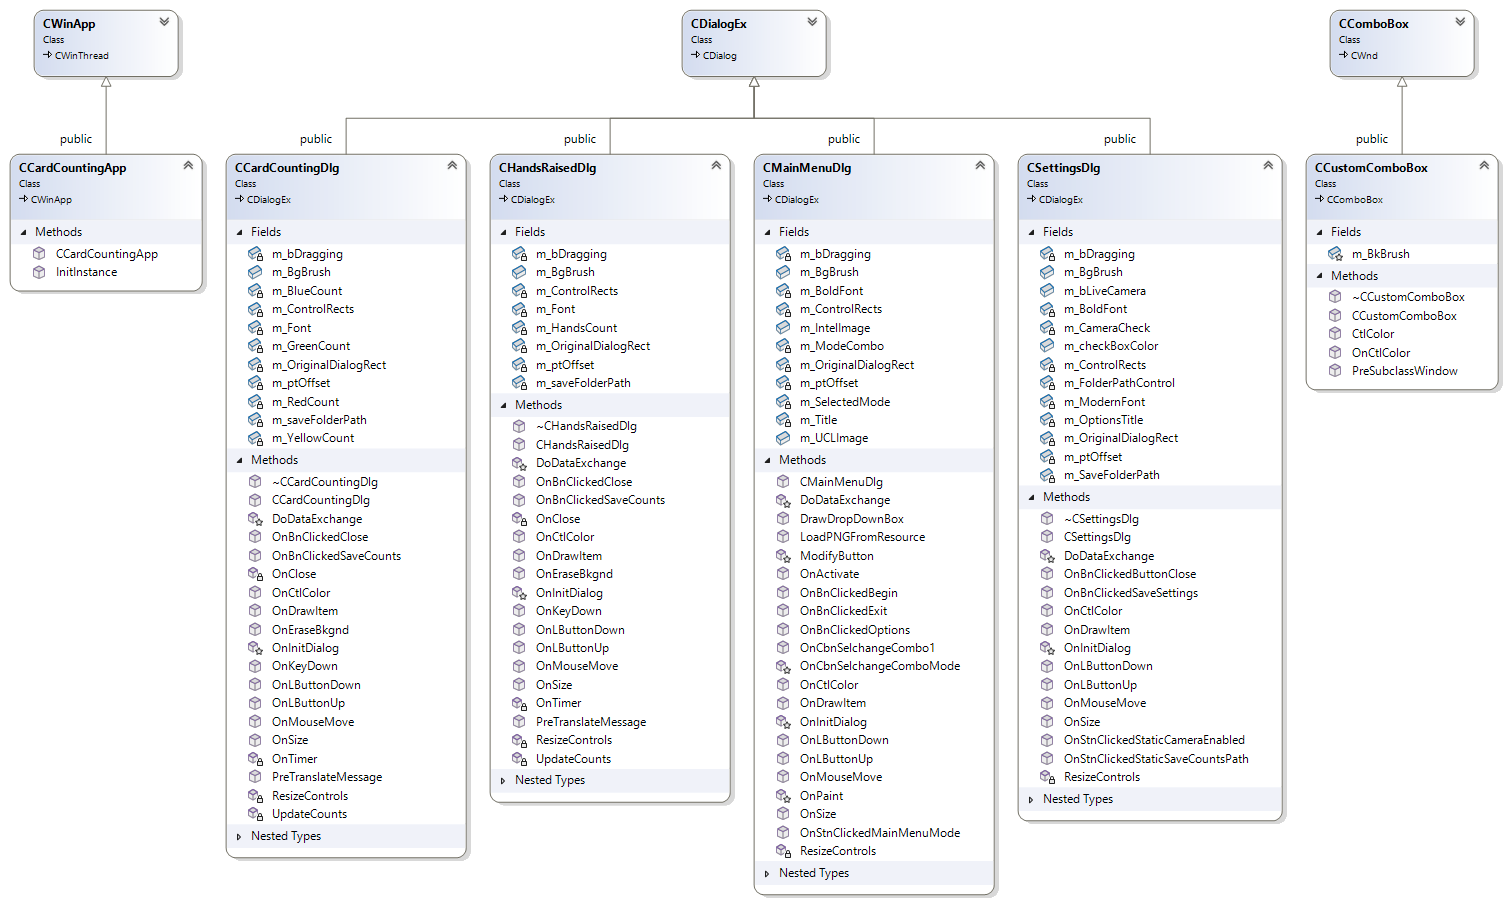 CWinApp
Class
CWinThread
CDialogEx
Class
CDialog
CComboBox
Class
CWnd
public
public
public
public
public
public
CCardCountingApp
Class
CWinApp
Methods
CCardCountingApp
InitInstance
CCardCountingDlg
Class
CDialogEx
Fields
m_bDragging
m_BgBrush
m_BlueCount
m_ControlRects
m_Font
m_GreenCount
m_OriginalDialogRect
m_ptOffset
m_RedCount
m_saveFolderPath
m_YellowCount
Methods
~CCardCountingDlg
CCardCountingDlg
DoDataExchange
OnBnClickedClose
OnBnClickedSaveCounts
OnClose
OnCtlColor
OnDrawItem
OnEraseBkgnd
OnInitDialog
OnKeyDown
OnLButtonDown
OnLButtonUp
OnMouseMove
OnSize
OnTimer
PreTranslateMessage
ResizeControls
UpdateCounts
Nested Types
CHandsRaisedDlg
Class
CDialogEx
Fields
m_bDragging
m_BgBrush
m_ControlRects
m_Font
m_HandsCount
m_OriginalDialogRect
m_ptOffset
m_saveFolderPath
Methods
~CHandsRaisedDlg
CHandsRaisedDlg
DoDataExchange
OnBnClickedClose
OnBnClickedSaveCounts
OnClose
OnCtlColor
OnDrawItem
OnEraseBkgnd
OnInitDialog
OnKeyDown
OnLButtonDown
OnLButtonUp
OnMouseMove
OnSize
OnTimer
PreTranslateMessage
ResizeControls
UpdateCounts
Nested Types
CMainMenuDlg
Class
CDialogEx
Fields
m_bDragging
m_BgBrush
m_BoldFont
m_ControlRects
m_IntelImage
m_ModeCombo
m_OriginalDialogRect
m_ptOffset
m_SelectedMode
m_Title
m_UCLImage
Methods
CMainMenuDlg
DoDataExchange
DrawDropDownBox
LoadPNGFromResource
ModifyButton
OnActivate
OnBnClickedBegin
OnBnClickedExit
OnBnClickedOptions
OnCbnSelchangeCombo1
OnCbnSelchangeComboMode
OnCtlColor
OnDrawItem
OnInitDialog
OnLButtonDown
OnLButtonUp
OnMouseMove
OnPaint
OnSize
OnStnClickedMainMenuMode
ResizeControls
Nested Types
CSettingsDlg
Class
CDialogEx
Fields
m_bDragging
m_BgBrush
m_bLiveCamera
m_BoldFont
m_CameraCheck
m_checkBoxColor
m_ControlRects
m_FolderPathControl
m_ModernFont
m_OptionsTitle
m_OriginalDialogRect
m_ptOffset
m_SaveFolderPath
Methods
~CSettingsDlg
CSettingsDlg
DoDataExchange
OnBnClickedButtonClose
OnBnClickedSaveSettings
OnCtlColor
OnDrawItem
OnInitDialog
OnLButtonDown
OnLButtonUp
OnMouseMove
OnSize
OnStnClickedStaticCameraEnabled
OnStnClickedStaticSaveCountsPath
ResizeControls
Nested Types
CCustomComboBox
Class
CComboBox
Fields
m_BkBrush
Methods
~CCustomComboBox
CCustomComboBox
CtlColor
OnCtlColor
PreSubclassWindow